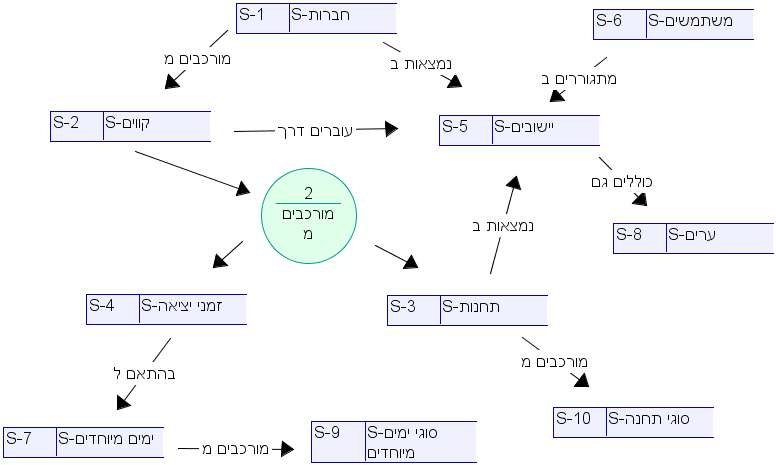 S-1 S-חברות
S-6 S-משתמשים
מורכבים מ
נמצאות ב
מתגוררים ב
S-2 S-קווים
עוברים דרך
S-5 S-יישובים
2
מורכבים
מ
כוללים גם
נמצאות ב
S-8 S-ערים
S-4 S-זמני יציאה
S-3 S-תחנות
בהתאם ל
מורכבים מ
S-10 S-סוגי תחנה
S-7 S-ימים מיוחדים
מורכבים מ
S-9 S-סוגי ימים
מיוחדים